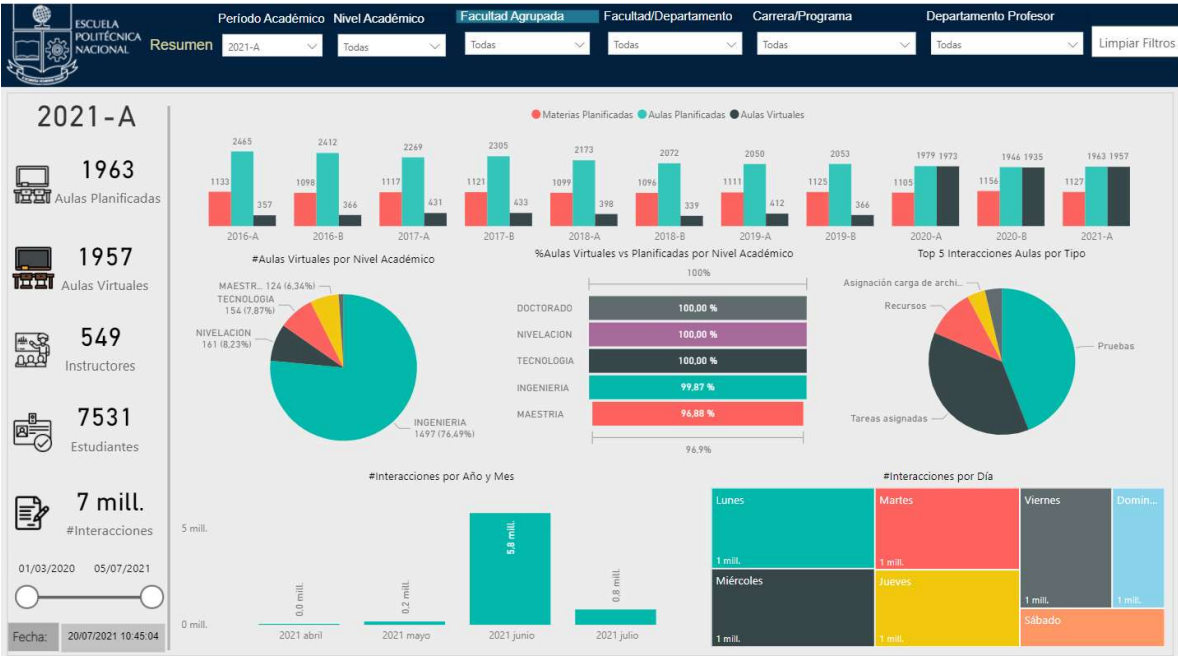 ESCUELA
POLITÉCNICA
NACIONAL
Resumen
Período Académico
2021-A
Nivel Académico
Todas
Facultad Agrupada
Todas
Facultad/Departamento
Todas
Carrera/Programa
Todas
Departamento Profesor
Todas
Limpiar Filtros
2021-A
1963
Aulas Planificadas
1957
Aulas Virtuales
549
Instructores
7531
Estudiantes
7 mill.
#Interacciones
01/03/2020 05/07/2021
Fecha: 20/07/2021 10:45:04
Materias Planificadas Aulas Planificadas Aulas Virtuales
1133 2465 357
1098 2412 366
1117 2269 431
1121 2305 433
1099 2173 398
1096 2072 339
1111 2050 412
1125 2053 366
1105 1979 1973
1156 1946 1935
1127 1963 1957
2016-A 2016-B 2017-A 2017-B 2018-A 2018-B 2019-A 2019-B 2020-A 2020-B 2021-A
#Aulas Virtuales por Nivel Académico
MAESTR... 124 (6,34%)
TECNOLOGIA
154 (7,87%)
NIVELACION
161 (8,23%)
INGENIERIA
1497 (76,49%)
%Aulas Virtuales vs Planificadas por Nivel Académico
100%
DOCTORADO 100,00 %
NIVELACION 100,00 %
TECNOLOGIA 100,00 %
INGENIERIA 99,87 %
MAESTRIA 96,88 %
96,9%
Top 5 Interacciones Aulas por Tipo
Asignación carga de archi...
Recursos
Pruebas
Tareas asignadas
#Interacciones por Año y Mes
5 mill.
0 mill.
0,0 mill.
0,2 mill.
5,8 mill.
0,8 mill.
2021 abril 2021 mayo 2021 junio 2021 julio
#Interacciones por Día
Lunes
1 mill.
Martes
1 mill.
Miércoles
1 mill.
Jueves
1 mill.
Viernes
1 mill.
Domin...
1 mill.
Sábado